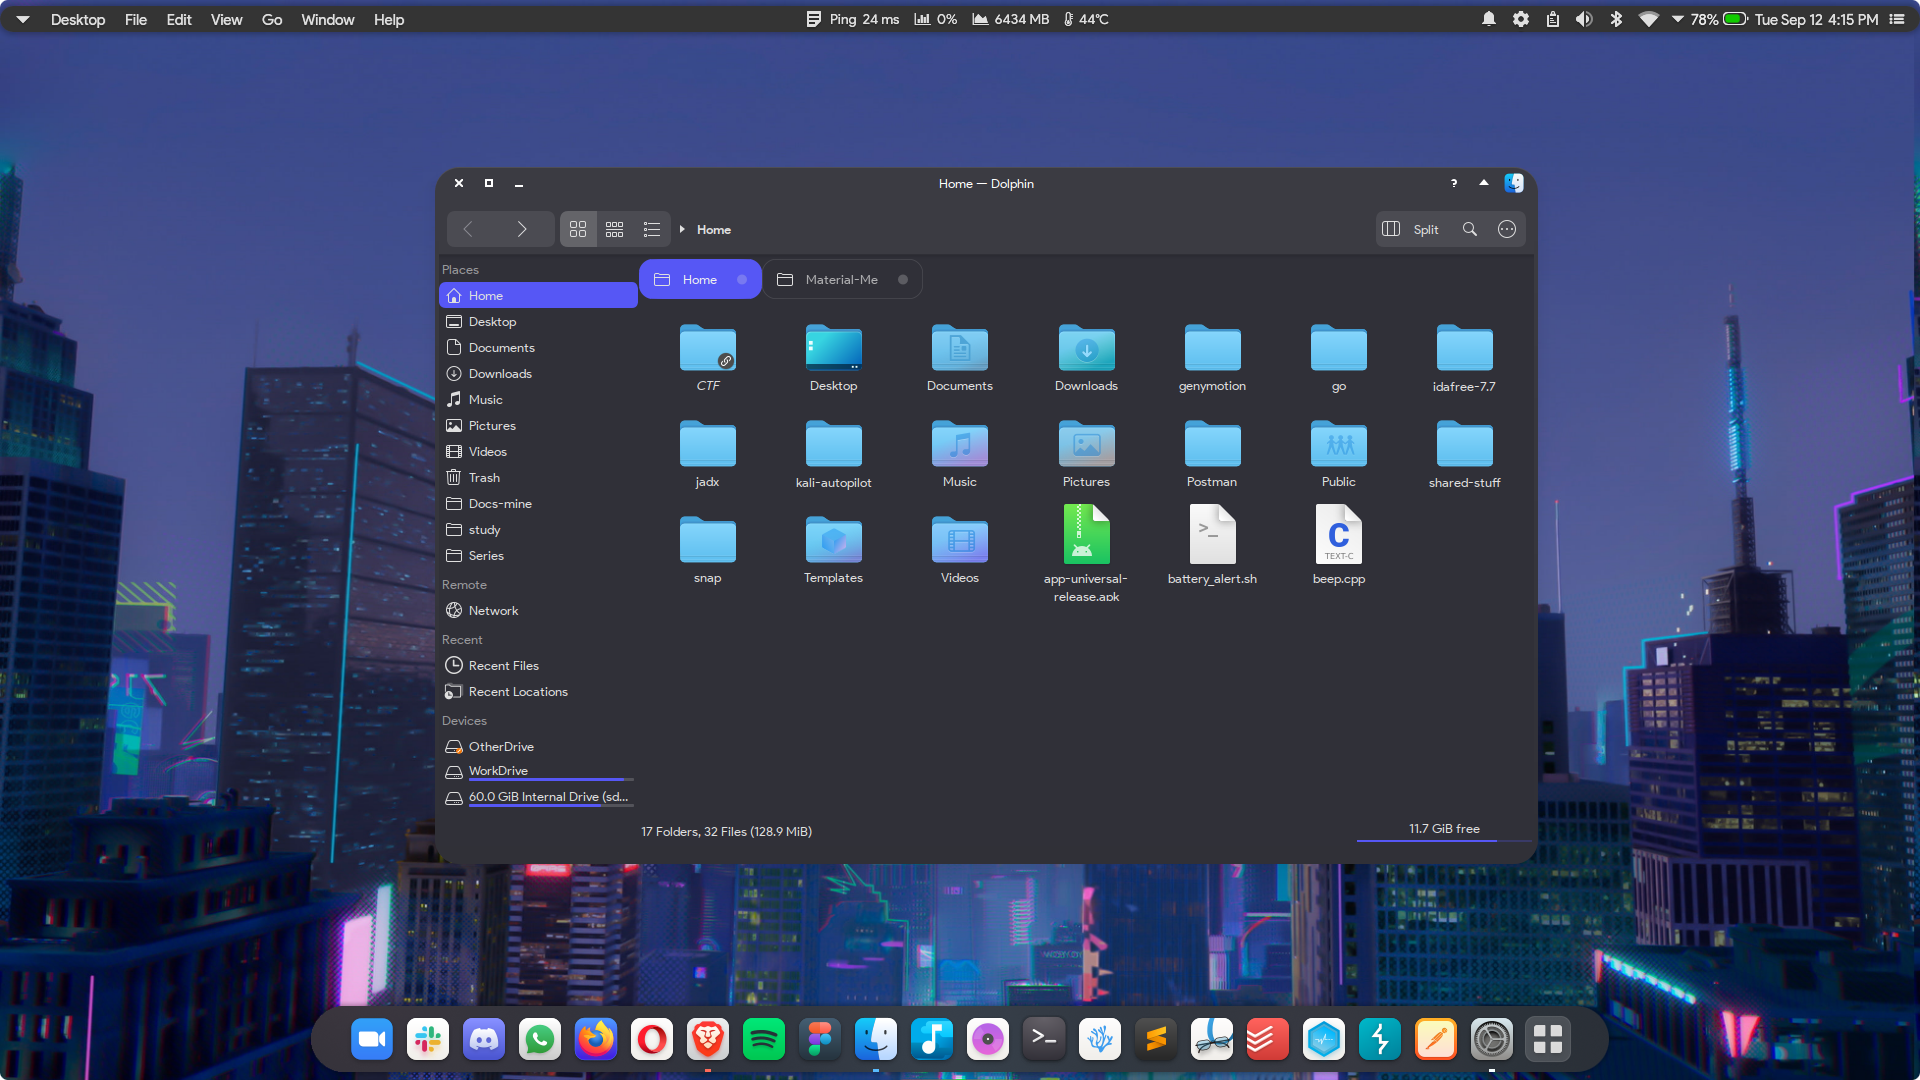 Desktop File Edit View Go Window Help
Ping 24 ms 0% 6434 MB 44°C
78% Tue Sep 12 4:15 PM
Home — Dolphin
?
Home
Split
Places
Home
Desktop
Documents
Downloads
Music
Pictures
Videos
Trash
Docs-mine
study
Series
Remote
Network
Recent
Recent Files
Recent Locations
Devices
OtherDrive
WorkDrive
60.0 GiB Internal Drive (sd...
Home Material-Me
CTF Desktop Documents Downloads genymotion go idafree-7.7
jadx kali-autopilot Music Pictures Postman Public shared-stuff
>_
C
TEXT-C
snap Templates Videos app-universal-release.apk battery_alert.sh beep.cpp
17 Folders, 32 Files (128.9 MiB)
11.7 GiB free